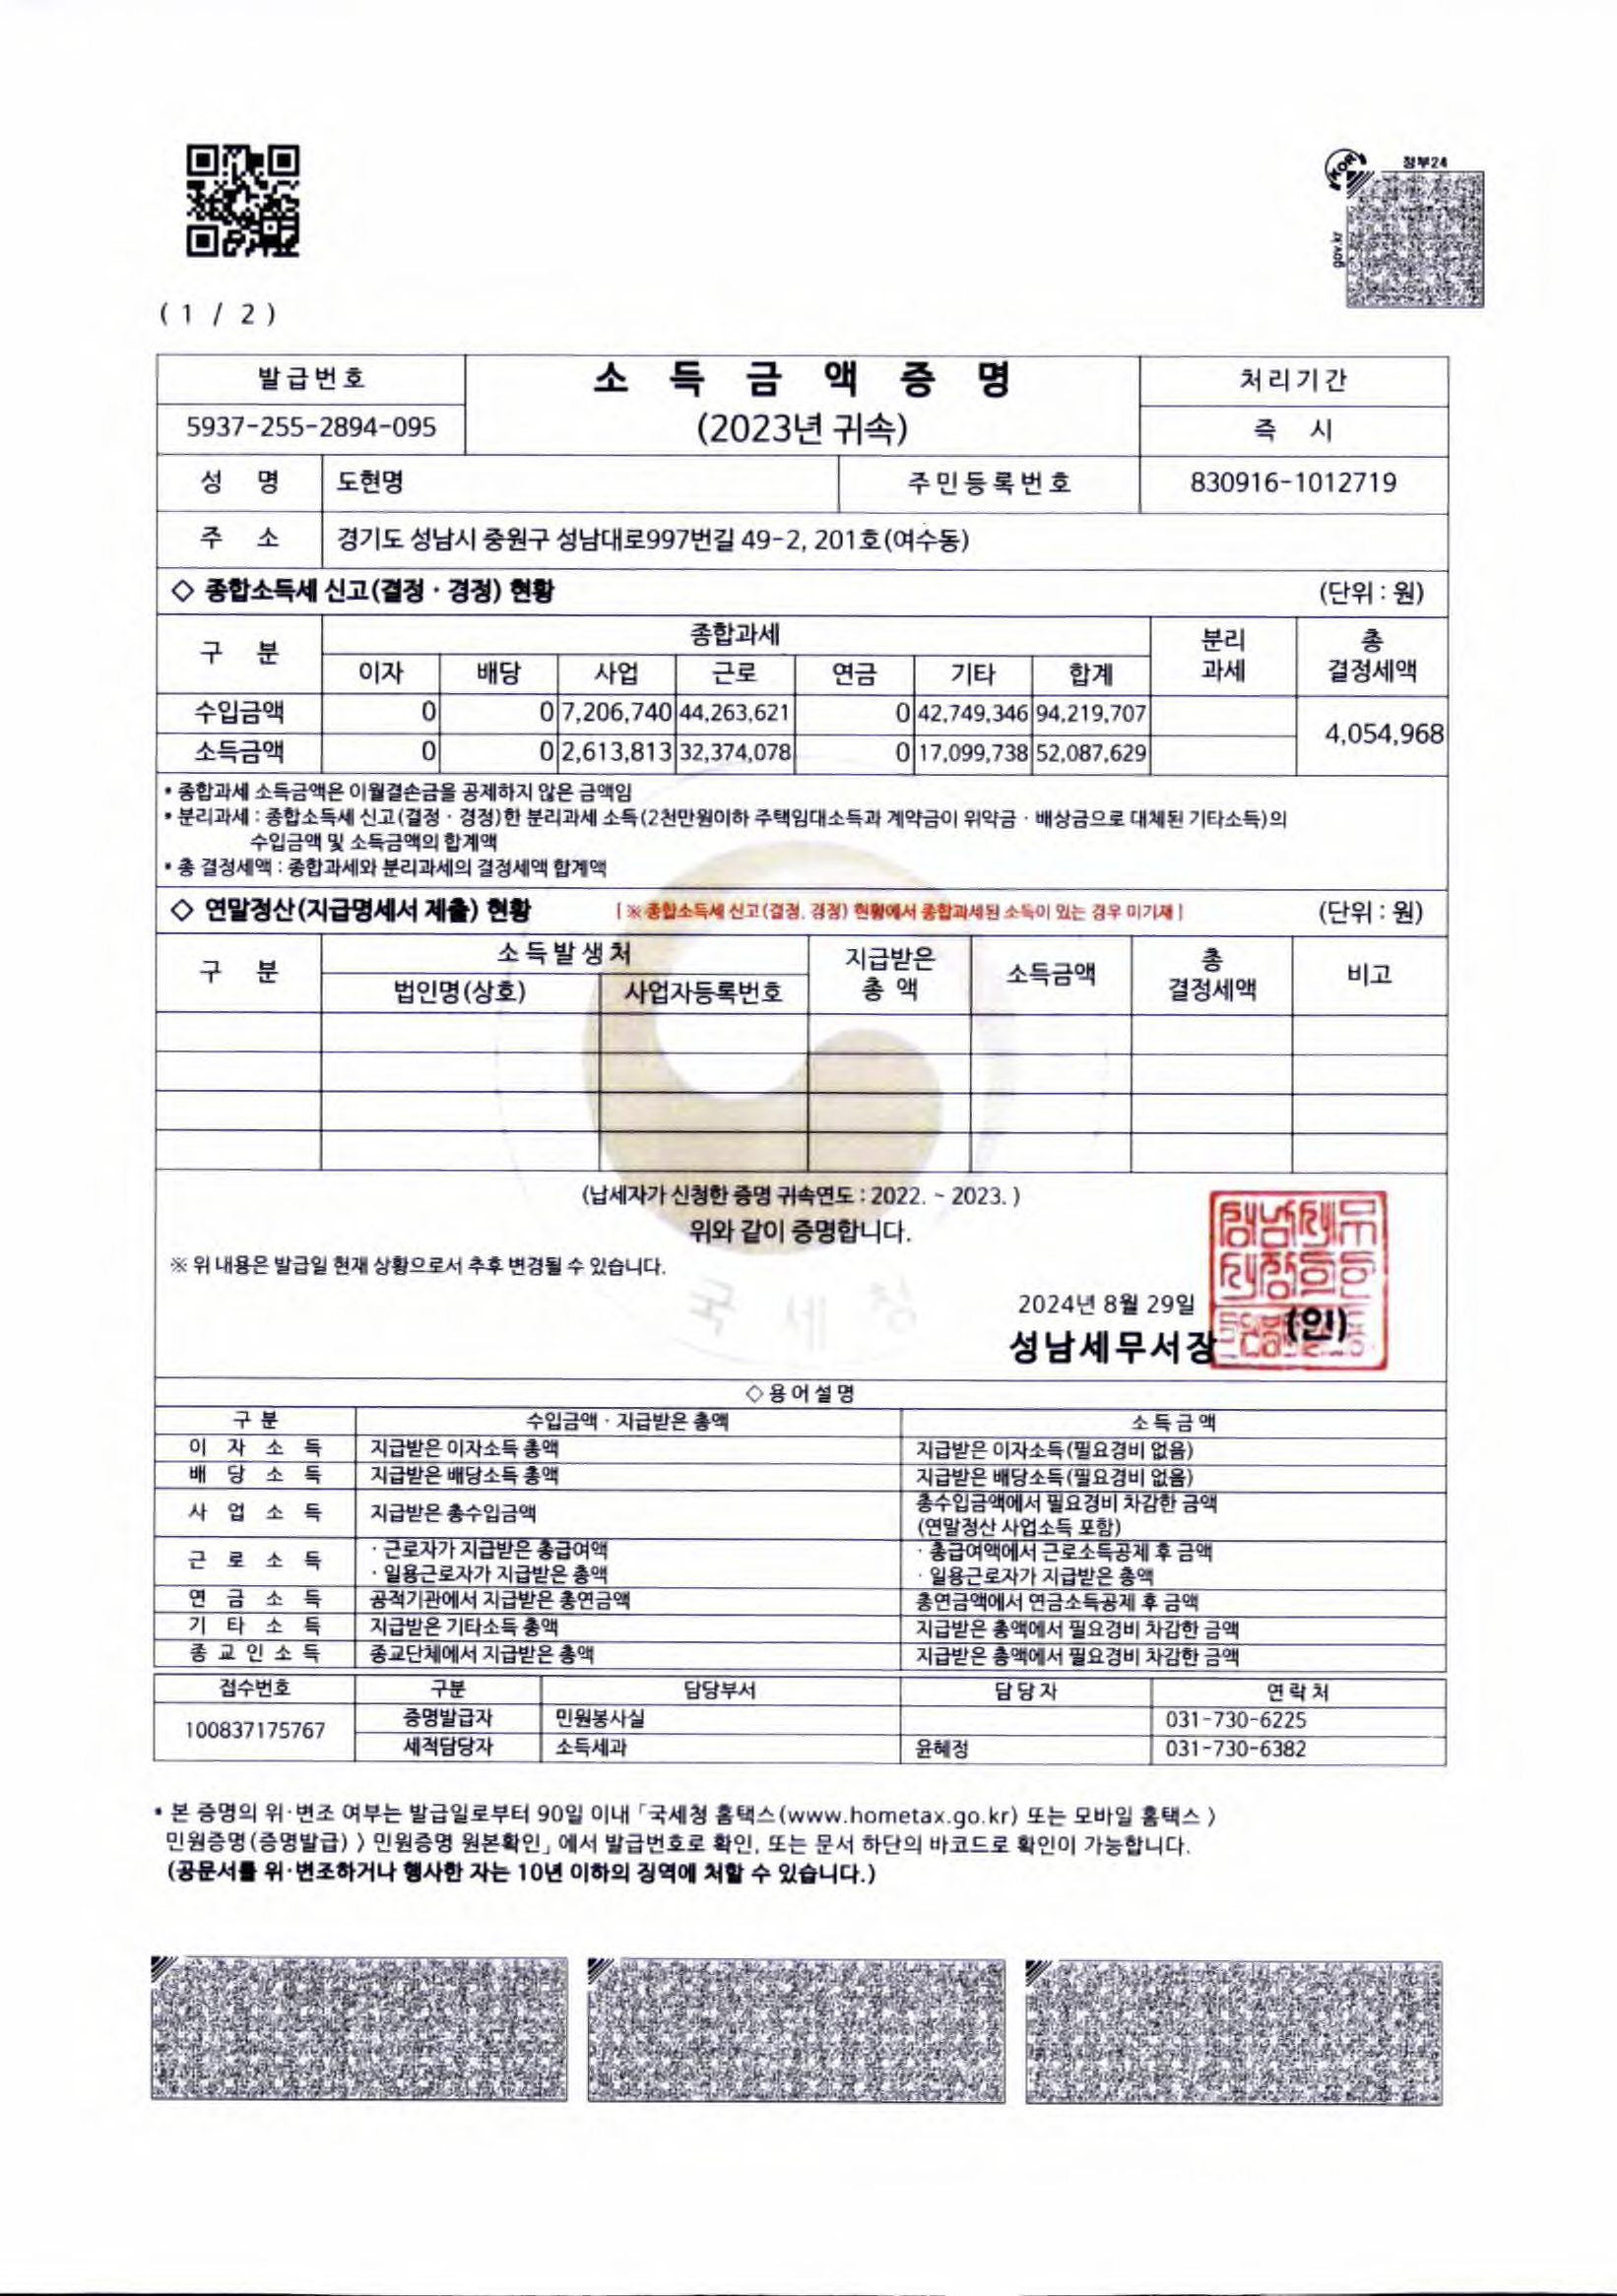 정부24
gov.kr
( 1 / 2 )
발급번호
소 득 금 액 증 명
처리기간
5937-255-2894-095
(2023년 귀속)
즉 시
성 명 도현명 주민등록번호 830916-1012719
주 소 경기도 성남시 중원구 성남대로997번길 49-2, 201호(여수동)
◇ 종합소득세 신고(결정 · 경정) 현황 (단위 : 원)
구 분 종합과세 분리 과세 총 결정세액
이자 배당 사업 근로 연금 기타 합계
수입금액 0 0 7,206,740 44,263,621 0 42,749,346 94,219,707 4,054,968
소득금액 0 0 2,613,813 32,374,078 0 17,099,738 52,087,629
• 종합과세 소득금액은 이월결손금을 공제하지 않은 금액임
• 분리과세 : 종합소득세 신고(결정 · 경정)한 분리과세 소득(2천만원이하 주택임대소득과 계약금이 위약금 · 배상금으로 대체된 기타소득)의
수입금액 및 소득금액의 합계액
• 총 결정세액 : 종합과세와 분리과세의 결정세액 합계액
◇ 연말정산(지급명세서 제출) 현황 [ ※ 종합소득세 신고(결정, 경정) 현황에서 종합과세된 소득이 있는 경우 미기재 ] (단위 : 원)
구 분 소득발생처 지급받은 총 액 소득금액 총 결정세액 비고
법인명(상호) 사업자등록번호
(납세자가 신청한 증명 귀속연도 : 2022. ~ 2023. )
위와 같이 증명합니다.
※ 위 내용은 발급일 현재 상황으로서 추후 변경될 수 있습니다.
국 세 청
2024년 8월 29일
성남세무서장 (인)
◇용어설명
구 분 수입금액 · 지급받은 총액 소득금액
이 자 소 득 지급받은 이자소득 총액 지급받은 이자소득(필요경비 없음)
배 당 소 득 지급받은 배당소득 총액 지급받은 배당소득(필요경비 없음)
사 업 소 득 지급받은 총수입금액 총수입금액에서 필요경비 차감한 금액
(연말정산 사업소득 포함)
근 로 소 득 · 근로자가 지급받은 총급여액 · 총급여액에서 근로소득공제 후 금액
· 일용근로자가 지급받은 총액 · 일용근로자가 지급받은 총액
연 금 소 득 공적기관에서 지급받은 총연금액 총연금액에서 연금소득공제 후 금액
기 타 소 득 지급받은 기타소득 총액 지급받은 총액에서 필요경비 차감한 금액
종교인소득 종교단체에서 지급받은 총액 지급받은 총액에서 필요경비 차감한 금액
접수번호 구분 담당부서 담당자 연락처
100837175767 증명발급자 민원봉사실 031-730-6225
세적담당자 소득세과 윤혜정 031-730-6382
• 본 증명의 위·변조 여부는 발급일로부터 90일 이내 「국세청 홈택스(www.hometax.go.kr) 또는 모바일 홈택스 〉
민원증명(증명발급) 〉 민원증명 원본확인」에서 발급번호로 확인, 또는 문서 하단의 바코드로 확인이 가능합니다.
(공문서를 위·변조하거나 행사한 자는 10년 이하의 징역에 처할 수 있습니다.)